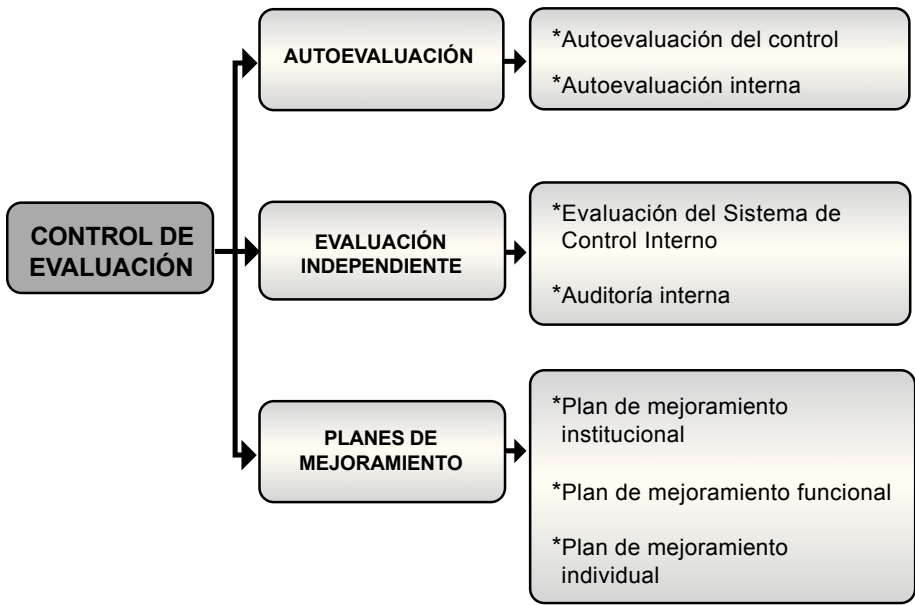 CONTROL DE
EVALUACIÓN
AUTOEVALUACIÓN
*Autoevaluación del control
*Autoevaluación interna
EVALUACIÓN
INDEPENDIENTE
*Evaluación del Sistema de
Control Interno
*Auditoría interna
PLANES DE
MEJORAMIENTO
*Plan de mejoramiento
institucional
*Plan de mejoramiento funcional
*Plan de mejoramiento
individual